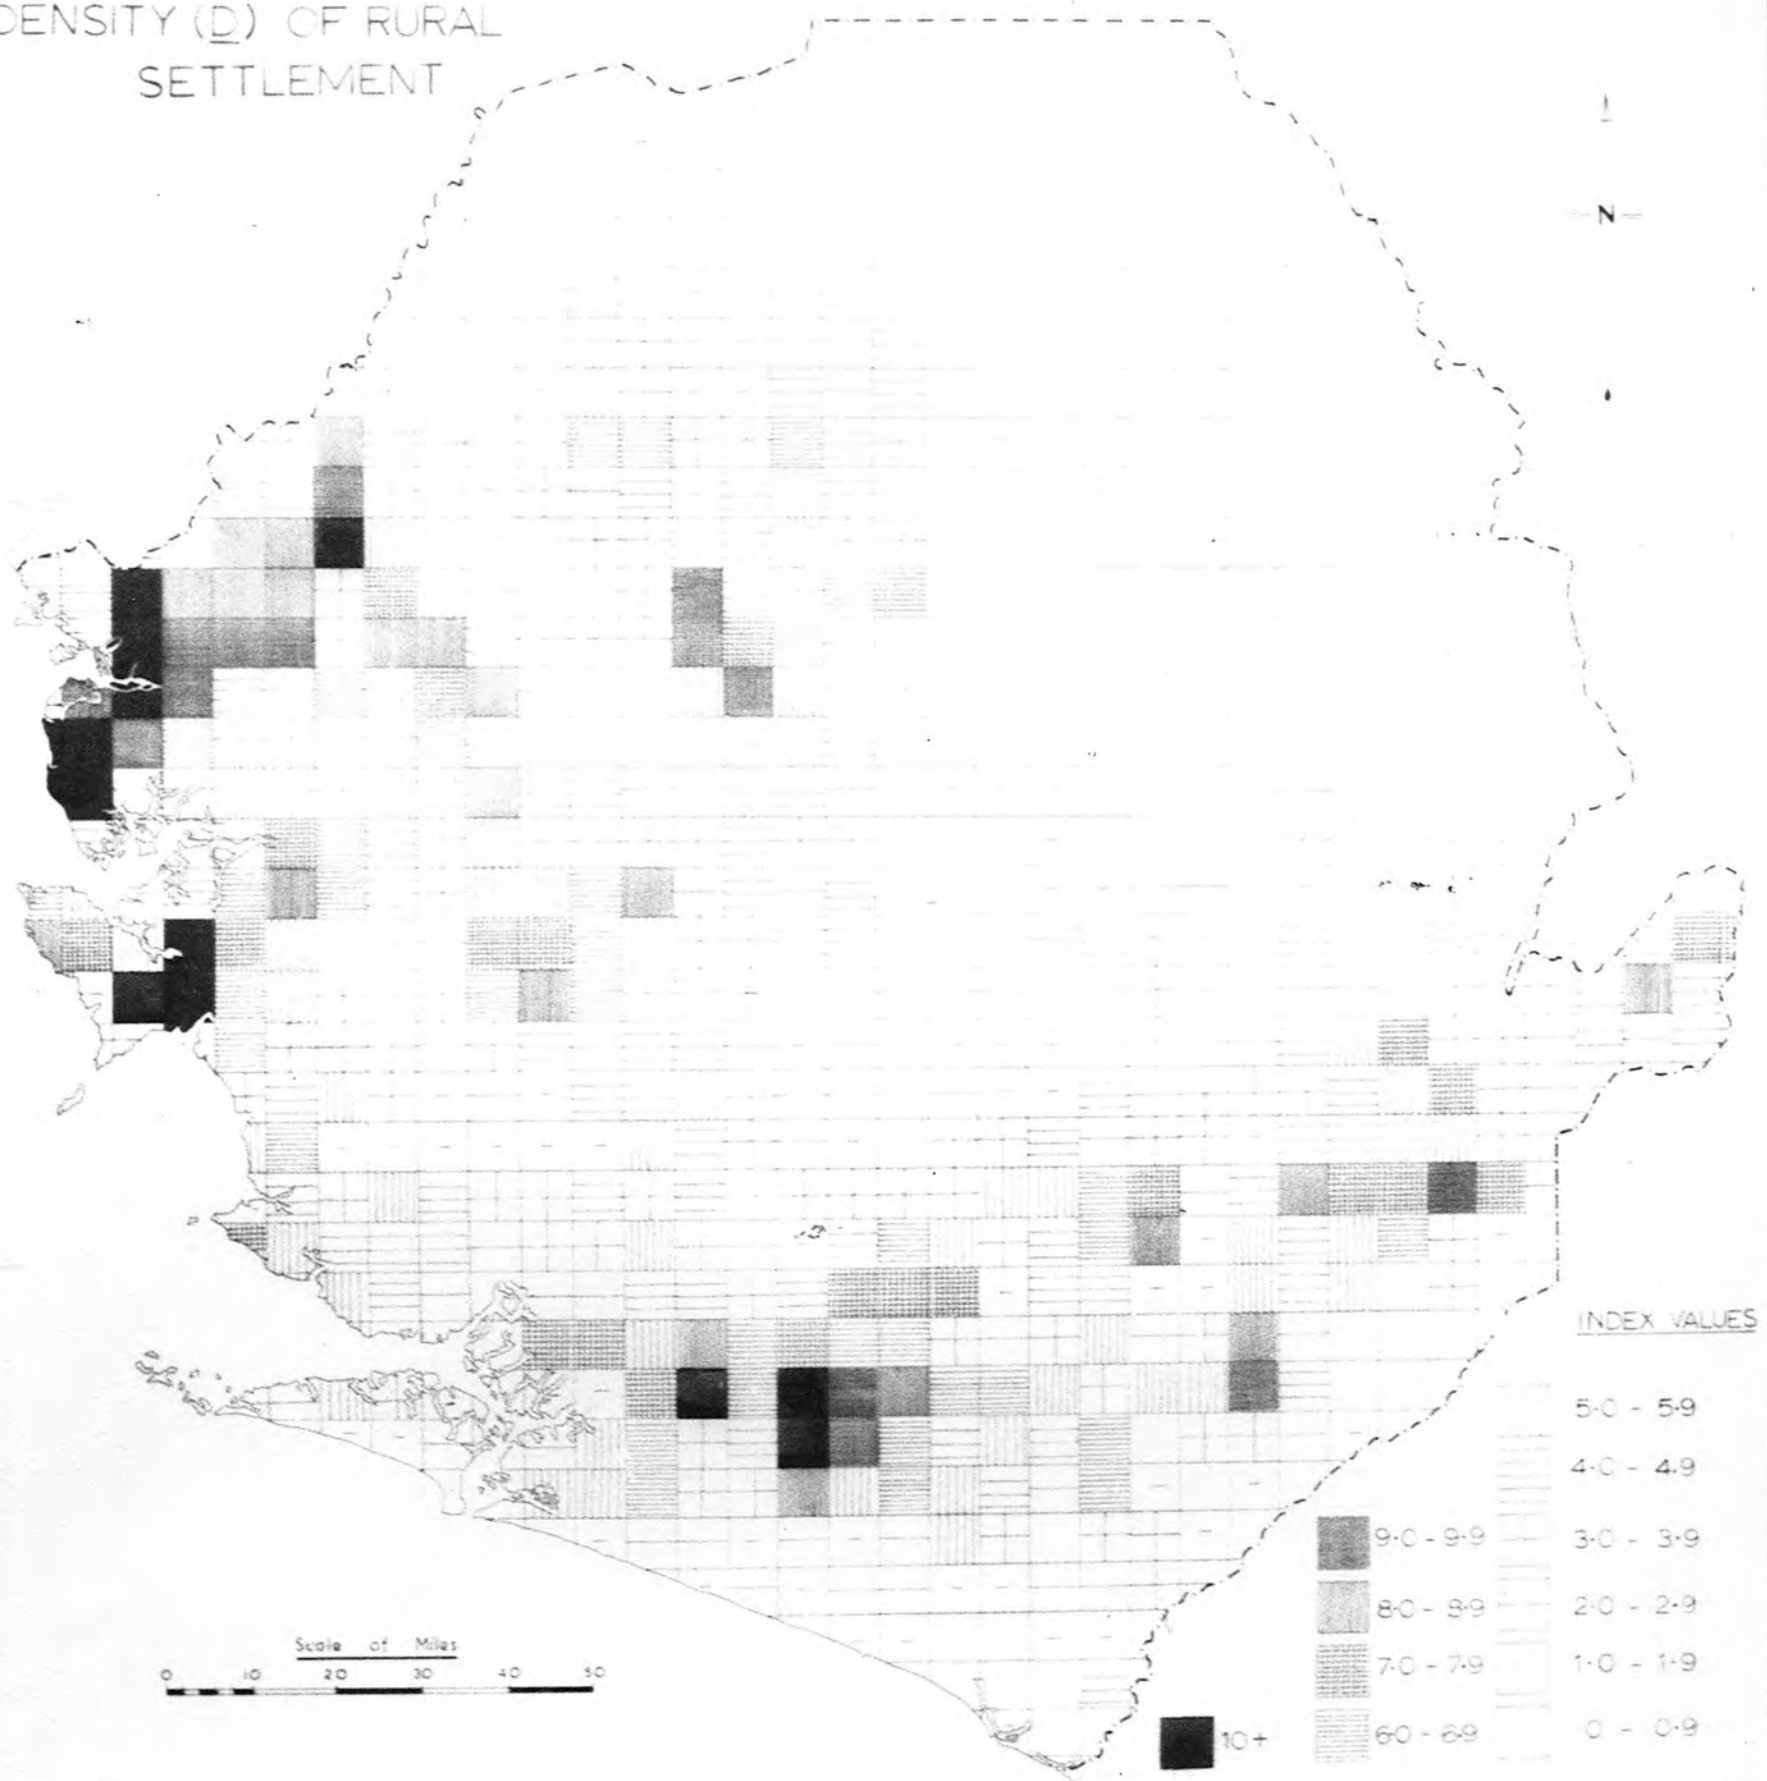 DENSITY (D) OF RURAL
SETTLEMENT
N
INDEX VALUES
5·0 - 5·9
4·0 - 4·9
3·0 - 3·9
2·0 - 2·9
1·0 - 1·9
0 - 0·9
9·0 - 9·9
8·0 - 8·9
7·0 - 7·9
6·0 - 6·9
10+
Scale of Miles
0 10 20 30 40 50